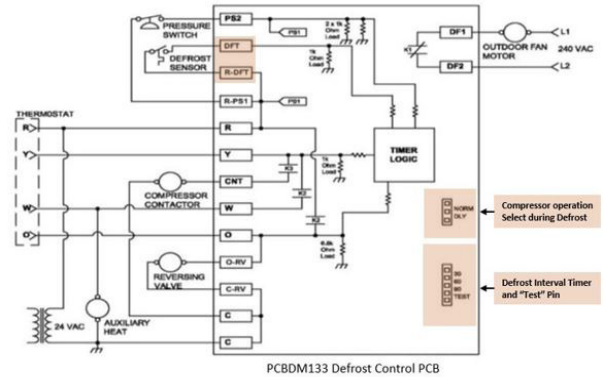 PRESSURE
SWITCH
PS2
PS1
2 x 1k
Ohm
Load
DEFROST
SENSOR
DFT
1k
Ohm
Load
R-DFT
R-PS1
PS1
K1
DF1
DF2
OUTDOOR FAN
MOTOR
L1
240 VAC
L2
THERMOSTAT
R
R
Y
Y
1k
Ohm
Load
TIMER
LOGIC
K3
CNT
COMPRESSOR
CONTACTOR
K2
W
W
K2
O
O
6.8k
Ohm
Load
O-RV
REVERSING
VALVE
C-RV
24 VAC
AUXILIARY
HEAT
C
C
NORM
DLY
Compressor operation
Select during Defrost
30
60
90
TEST
Defrost Interval Timer
and "Test" Pin
PCBDM133 Defrost Control PCB